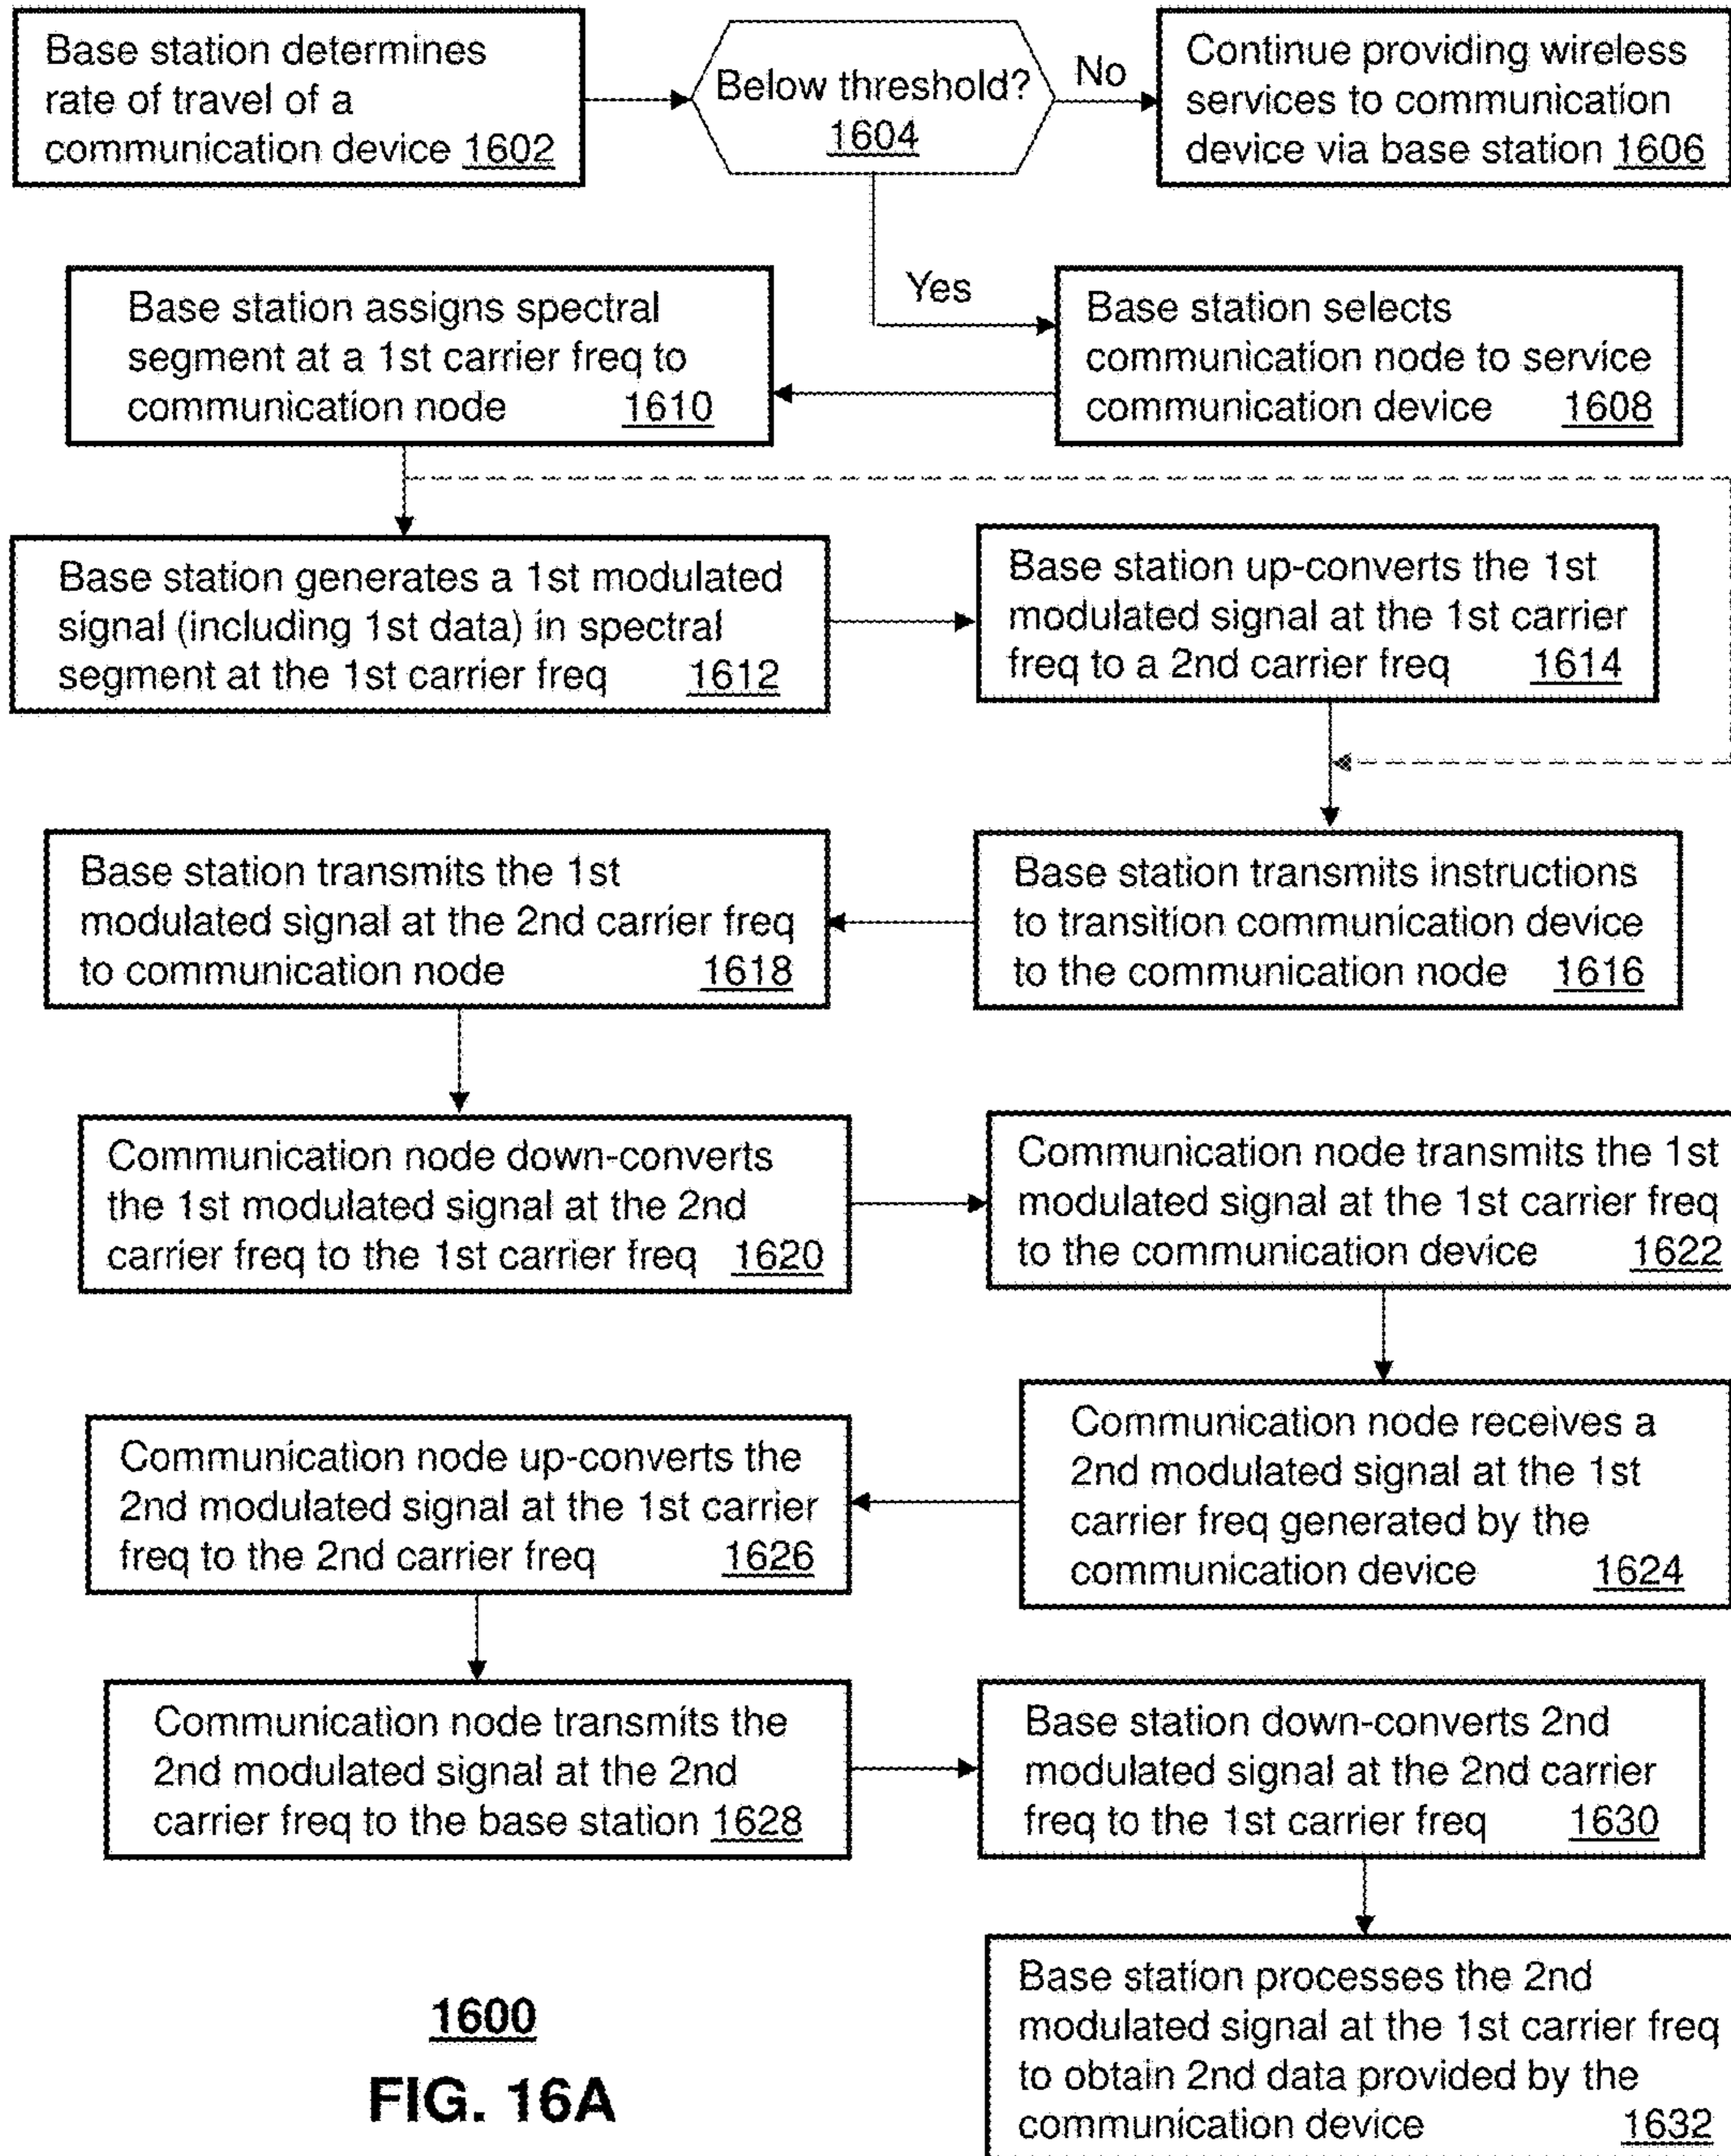 Base station determines
rate of travel of a
communication device 1602
Below threshold?
1604
No
Continue providing wireless
services to communication
device via base station 1606
Yes
Base station selects
communication node to service
communication device 1608
Base station assigns spectral
segment at a 1st carrier freq to
communication node 1610
Base station generates a 1st modulated
signal (including 1st data) in spectral
segment at the 1st carrier freq 1612
Base station up-converts the 1st
modulated signal at the 1st carrier
freq to a 2nd carrier freq 1614
Base station transmits instructions
to transition communication device
to the communication node 1616
Base station transmits the 1st
modulated signal at the 2nd carrier freq
to communication node 1618
Communication node down-converts
the 1st modulated signal at the 2nd
carrier freq to the 1st carrier freq 1620
Communication node transmits the 1st
modulated signal at the 1st carrier freq
to the communication device 1622
Communication node receives a
2nd modulated signal at the 1st
carrier freq generated by the
communication device 1624
Communication node up-converts the
2nd modulated signal at the 1st carrier
freq to the 2nd carrier freq 1626
Communication node transmits the
2nd modulated signal at the 2nd
carrier freq to the base station 1628
Base station down-converts 2nd
modulated signal at the 2nd carrier
freq to the 1st carrier freq 1630
Base station processes the 2nd
modulated signal at the 1st carrier freq
to obtain 2nd data provided by the
communication device 1632
1600
FIG. 16A